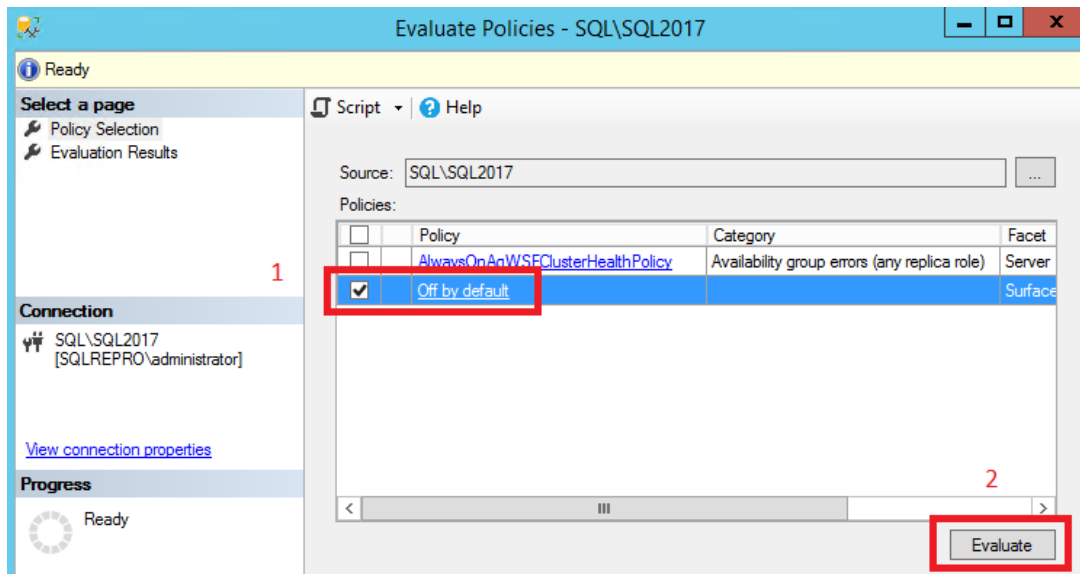 Evaluate Policies - SQL\SQL2017
Ready
Select a page
Policy Selection
Evaluation Results
1
Connection
SQL\SQL2017
[SQLREPRO\administrator]
View connection properties
Progress
Ready
Script Help
Source: SQL\SQL2017 ...
Policies:
Policy Category Facet
AlwaysOnAgWSFClusterHealthPolicy Availability group errors (any replica role) Server
Off by default Surface
2
Evaluate